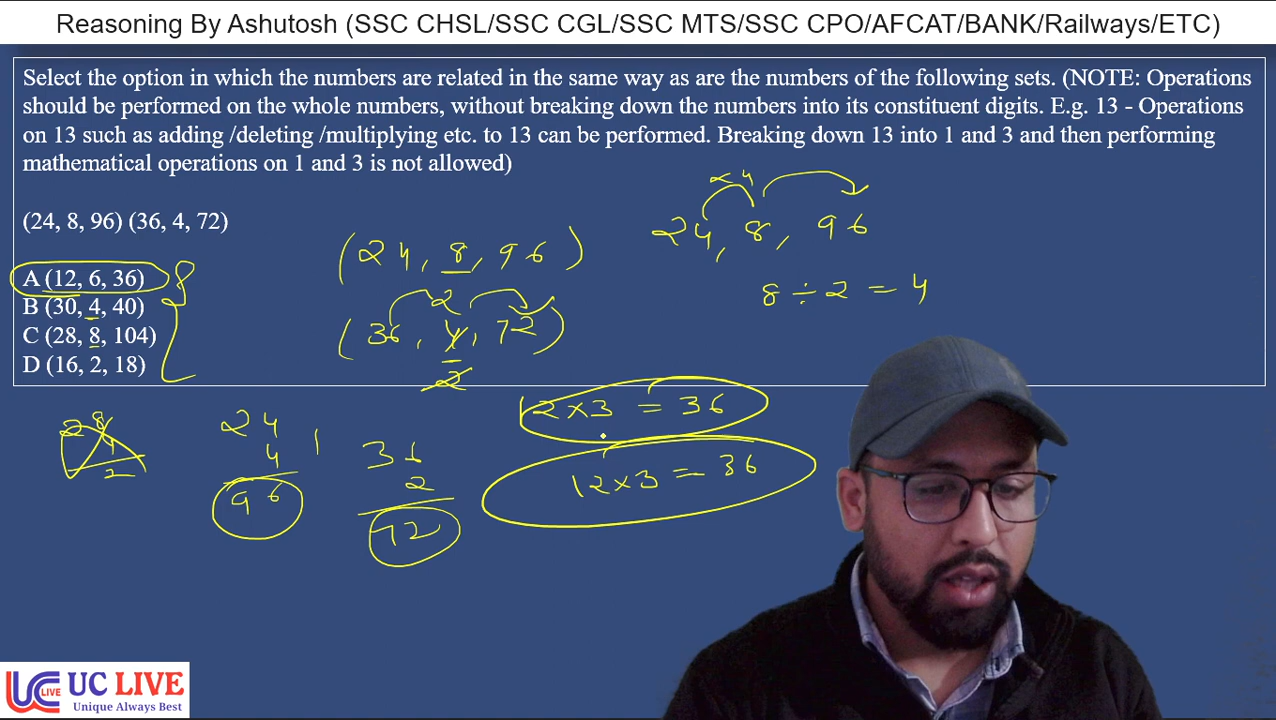 Reasoning By Ashutosh (SSC CHSL/SSC CGL/SSC MTS/SSC CPO/AFCAT/BANK/Railways/ETC)
Select the option in which the numbers are related in the same way as are the numbers of the following sets. (NOTE: Operations
should be performed on the whole numbers, without breaking down the numbers into its constituent digits. E.g. 13 - Operations
on 13 such as adding /deleting /multiplying etc. to 13 can be performed. Breaking down 13 into 1 and 3 and then performing
mathematical operations on 1 and 3 is not allowed)
(24, 8, 96) (36, 4, 72)
A (12, 6, 36)
B (30, 4, 40)
C (28, 8, 104)
D (16, 2, 18)
(24, 8, 96)
2
(36, 4, 72)
2
×4
24, 8, 96
8 ÷ 2 = 4
24
4
96
36
2
72
12×3 = 36
12×3 = 36
LIVE
UC LIVE
Unique Always Best